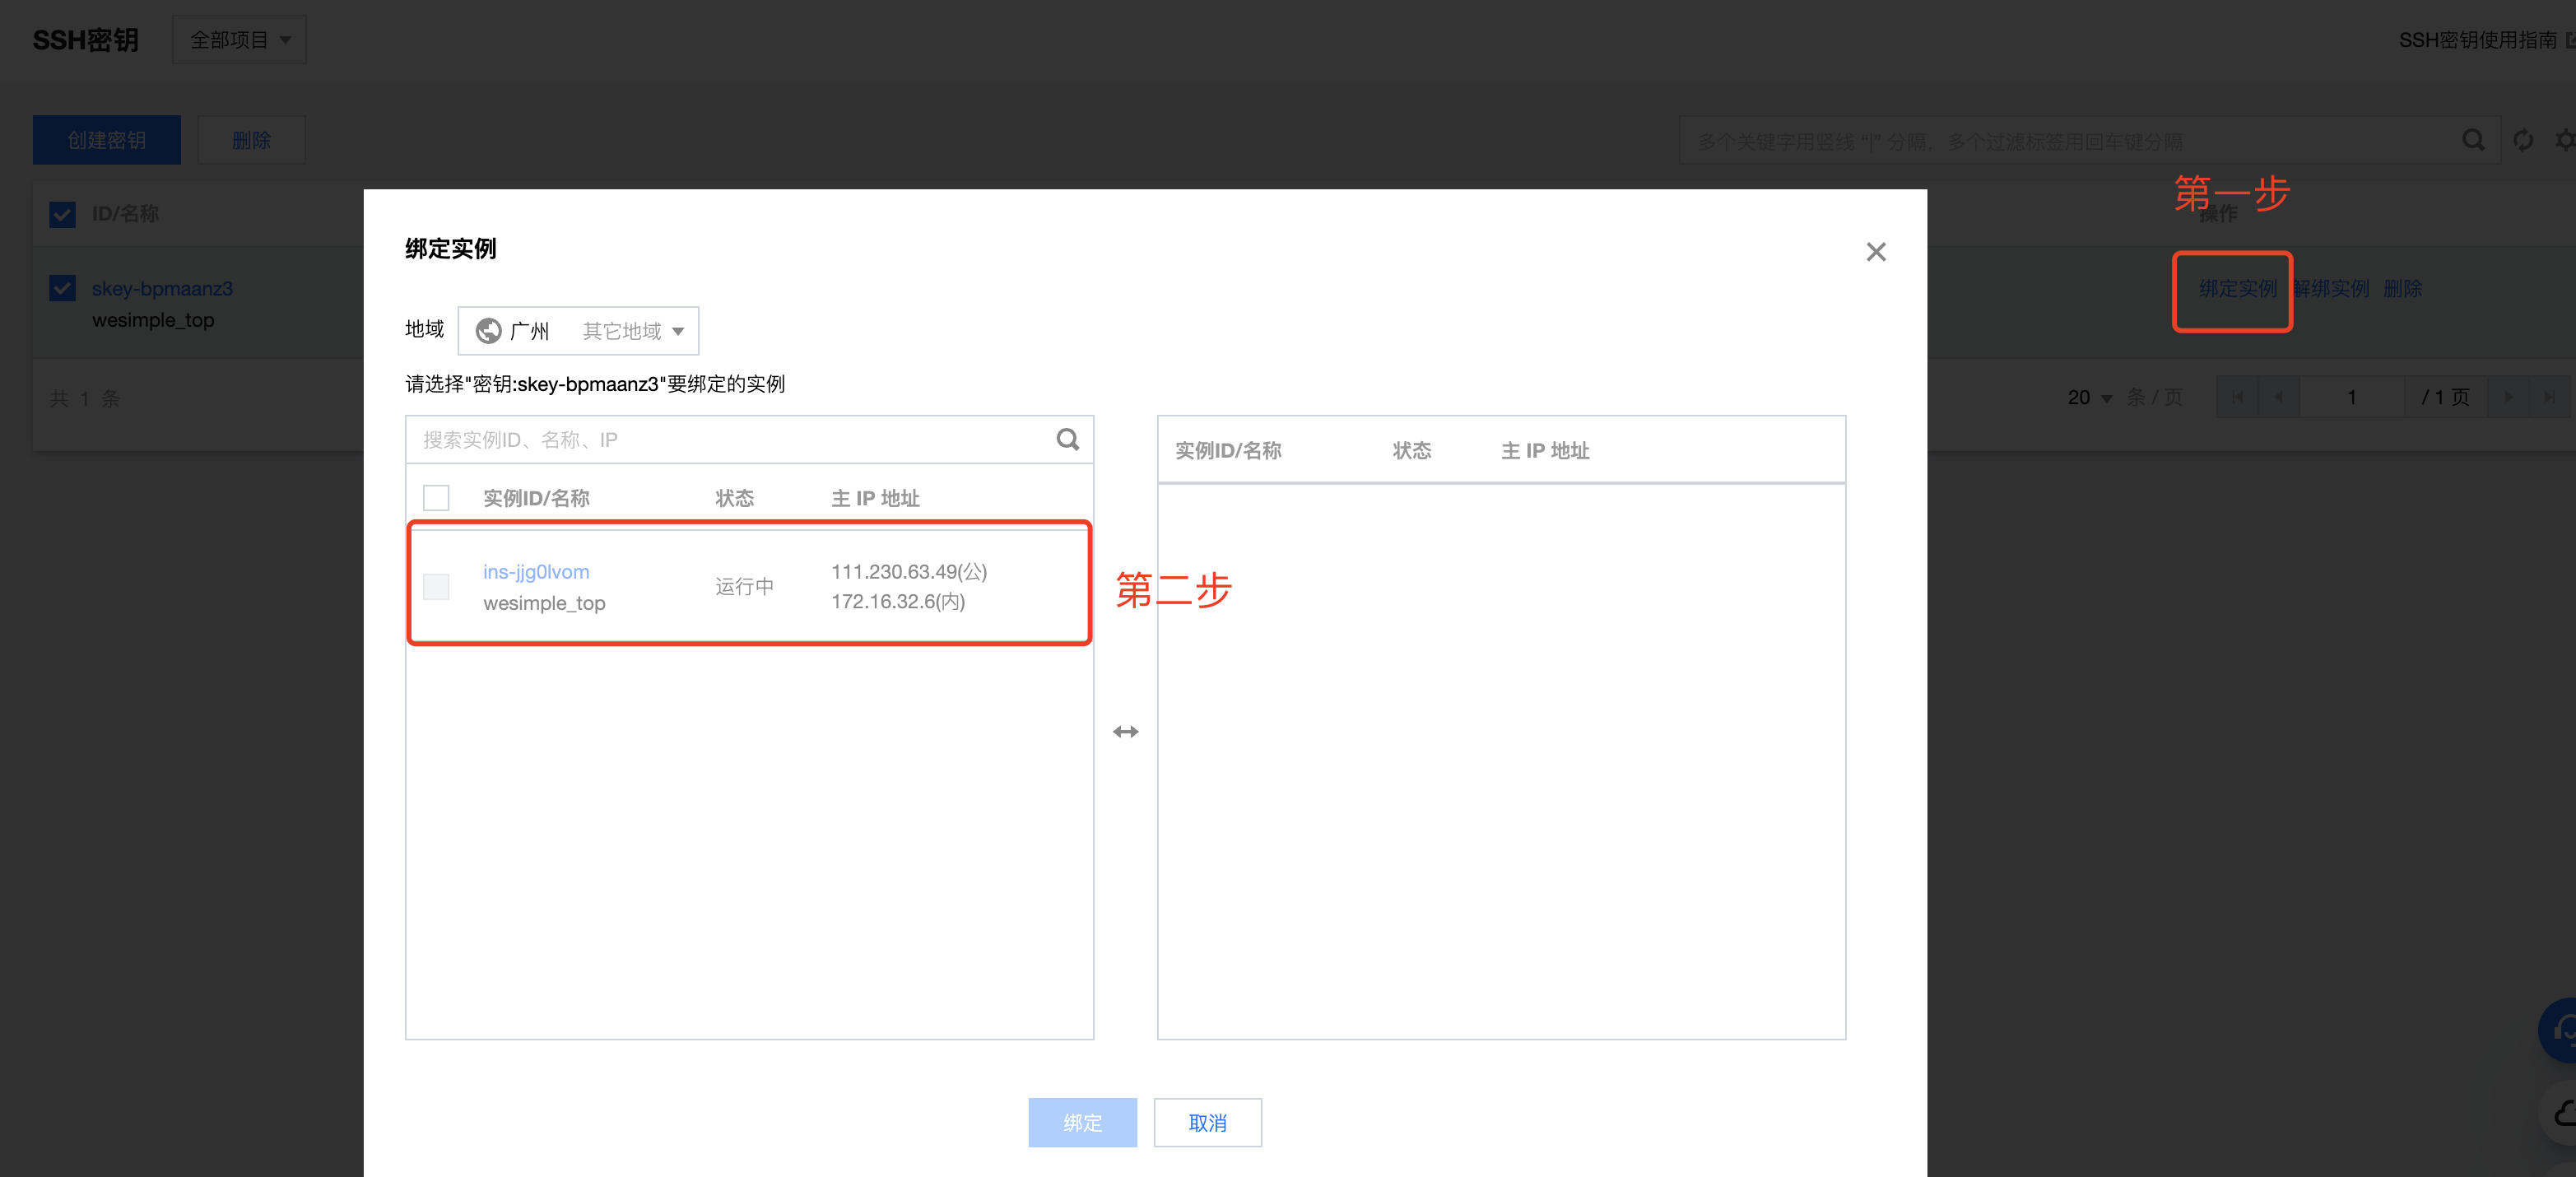 SSH密钥 全部项目 SSH密钥使用指南
创建密钥 删除 多个关键字用竖线 "|" 分隔，多个过滤标签用回车键分隔
第一步
ID/名称 操作
skey-bpmaanz3 绑定实例 解绑实例 删除
wesimple_top
共 1 条 20 条 / 页 1 / 1 页
绑定实例
地域 广州 其它地域
请选择"密钥:skey-bpmaanz3"要绑定的实例
搜索实例ID、名称、IP
实例ID/名称 状态 主 IP 地址
ins-jjg0lvom 运行中 111.230.63.49(公)
wesimple_top 172.16.32.6(内)
第二步
实例ID/名称 状态 主 IP 地址
绑定 取消